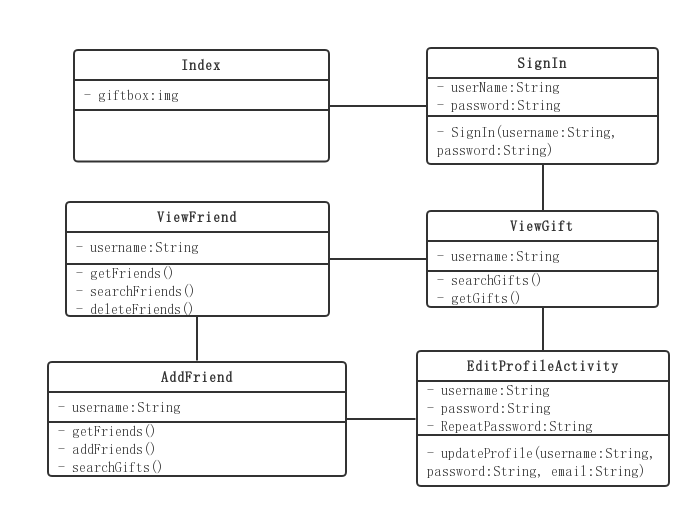 Index
- giftbox:img
SignIn
- userName:String
- password:String
- SignIn(username:String,
password:String)
ViewFriend
- username:String
- getFriends()
- searchFriends()
- deleteFriends()
ViewGift
- username:String
- searchGifts()
- getGifts()
AddFriend
- username:String
- getFriends()
- addFriends()
- searchGifts()
EditProfileActivity
- username:String
- password:String
- RepeatPassword:String
- updateProfile(username:String,
password:String, email:String)